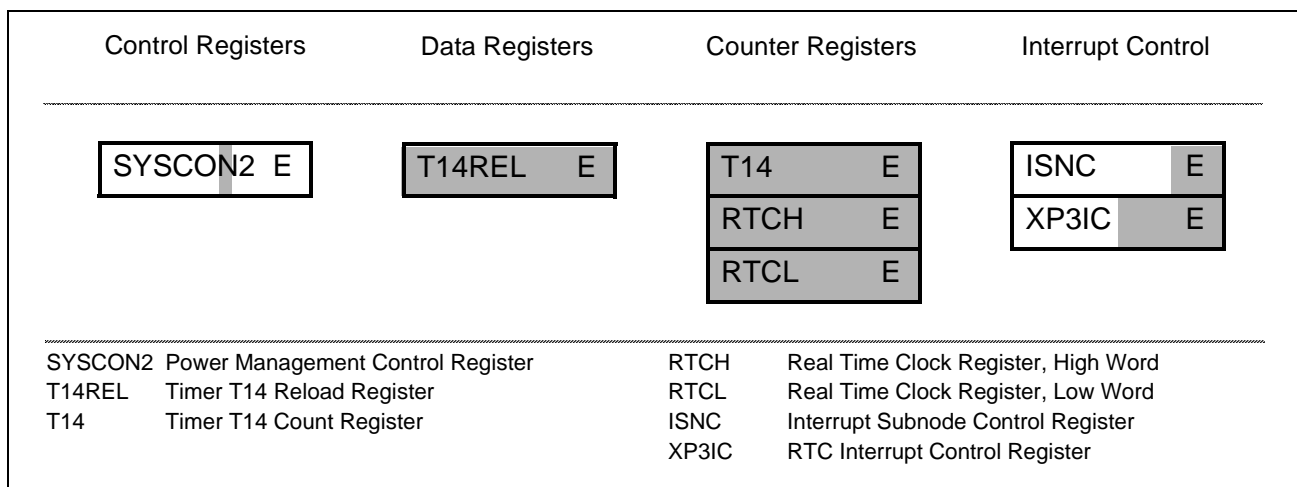 Control Registers Data Registers Counter Registers Interrupt Control
SYSCON2 E T14REL E T14 E ISNC E
RTCH E XP3IC E
RTCL E
SYSCON2 Power Management Control Register RTCH Real Time Clock Register, High Word
T14REL Timer T14 Reload Register RTCL Real Time Clock Register, Low Word
T14 Timer T14 Count Register ISNC Interrupt Subnode Control Register
XP3IC RTC Interrupt Control Register